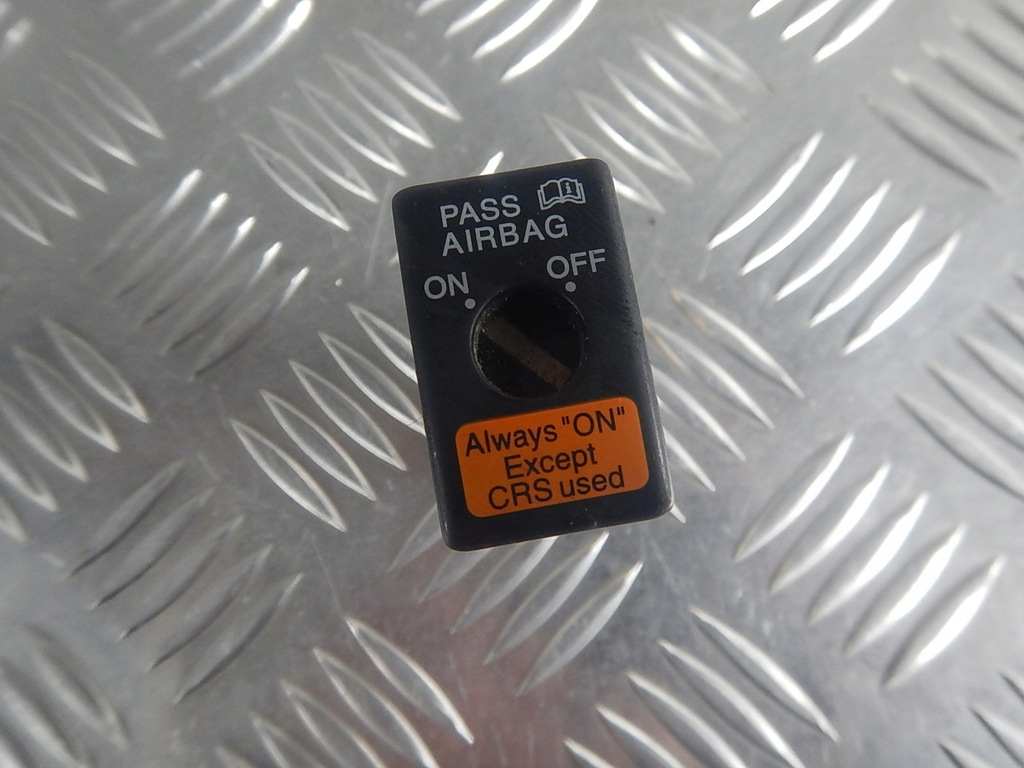 PASS
AIRBAG
ON OFF
Always "ON"
Except
CRS used